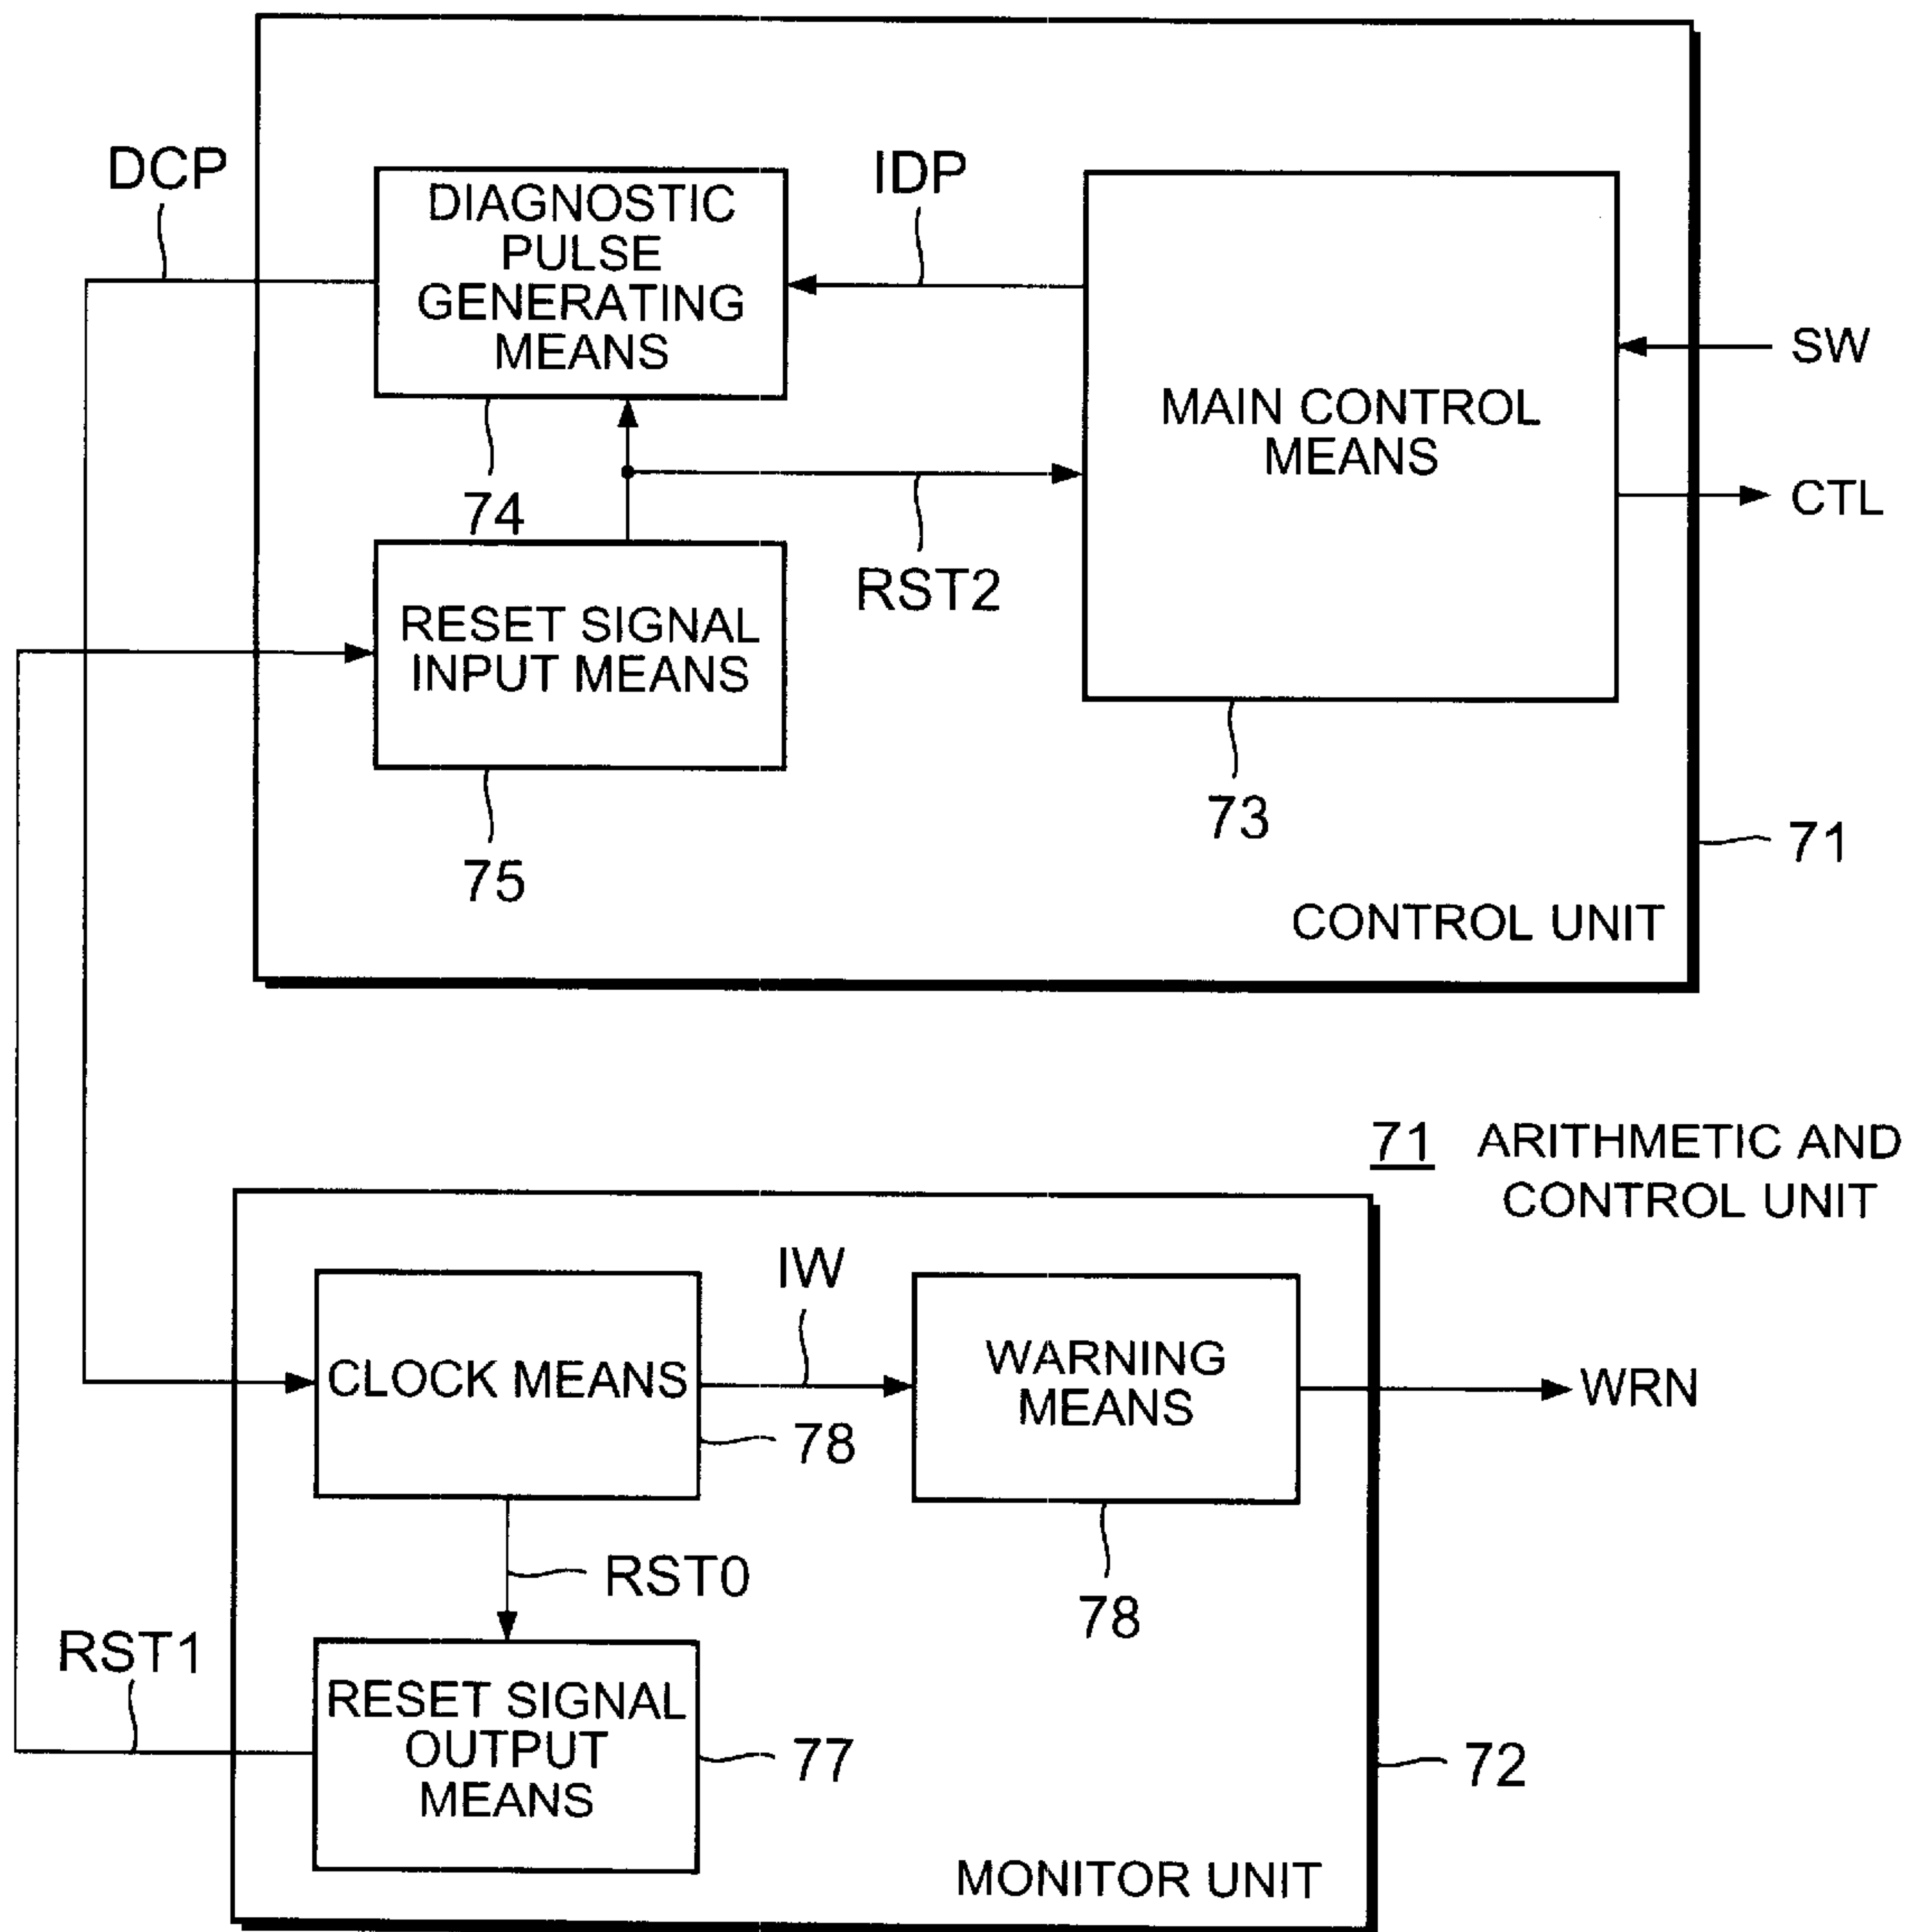 DCP
DIAGNOSTIC
PULSE
GENERATING
MEANS
IDP
SW
MAIN CONTROL
MEANS
CTL
74
RST2
RESET SIGNAL
INPUT MEANS
73
71
75
CONTROL UNIT
71 ARITHMETIC AND
CONTROL UNIT
IW
CLOCK MEANS
WARNING
MEANS
WRN
78
RST0
78
RST1
RESET SIGNAL
OUTPUT
MEANS
77
72
MONITOR UNIT